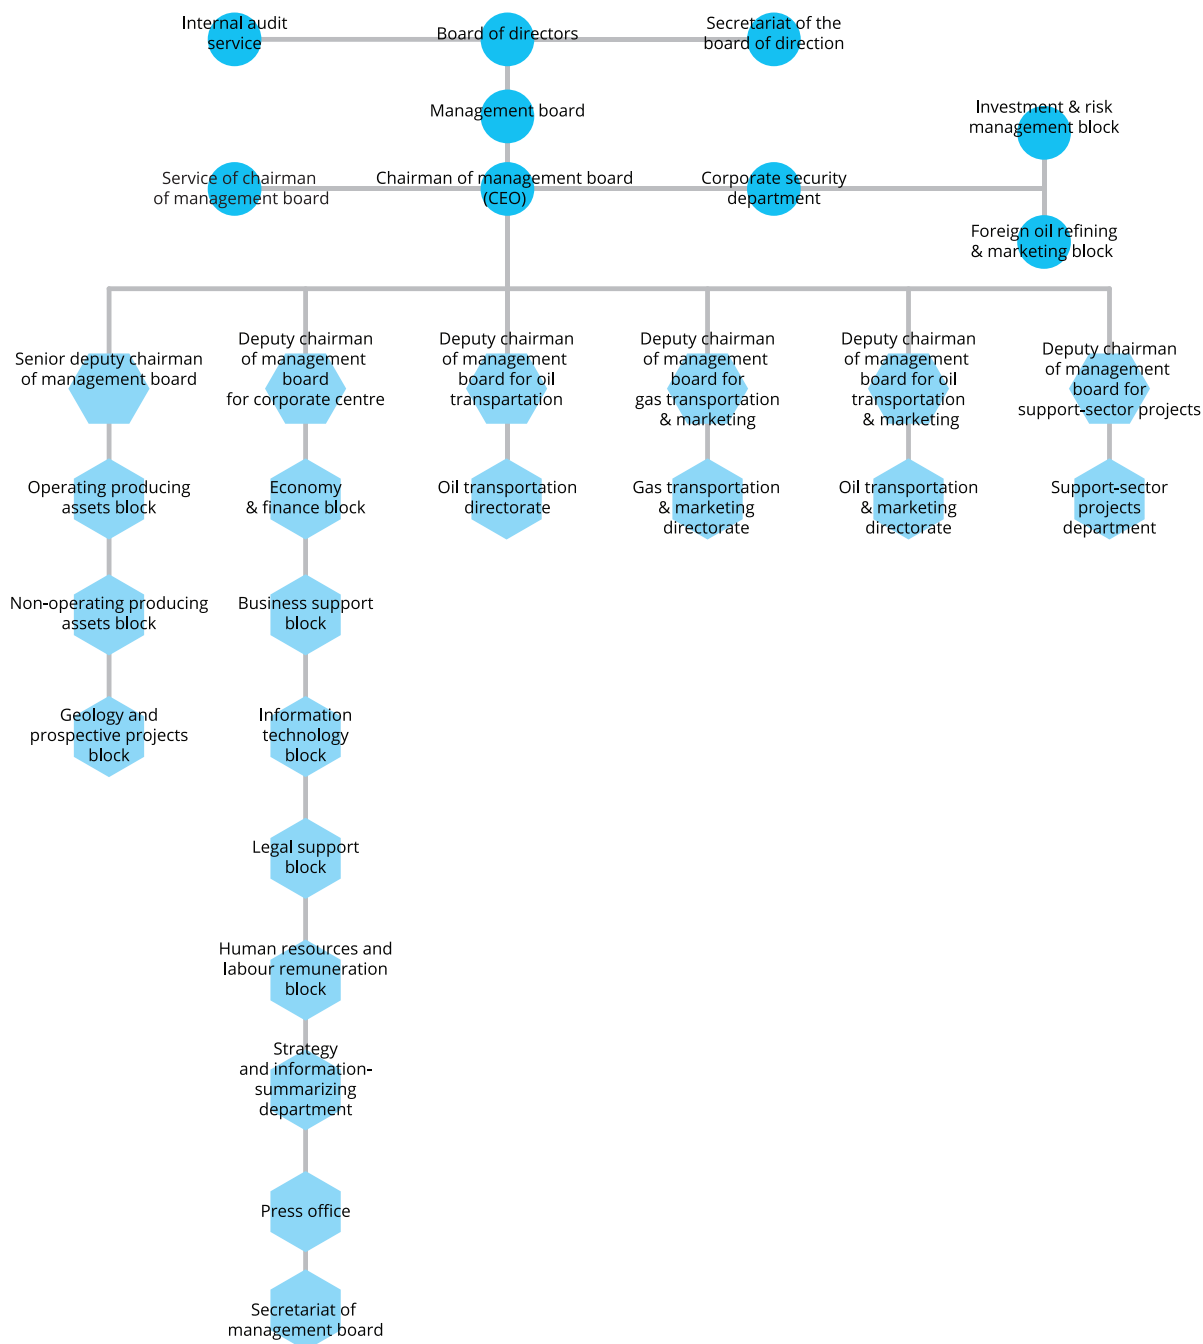 Internal audit
service
Board of directors
Secretariat of the
board of direction
Management board
Investment & risk
management block
Service of chairman
of management board
Chairman of management board
(CEO)
Corporate security
department
Foreign oil refining
& marketing block
Senior deputy chairman
of management board
Deputy chairman
of management
board
for corporate centre
Deputy chairman
of management
board for oil
transpartation
Deputy chairman
of management
board for
gas transportation
& marketing
Deputy chairman
of management
board for oil
transportation
& marketing
Deputy chairman
of management
board for
support-sector projects
Operating producing
assets block
Economy
& finance block
Oil transportation
directorate
Gas transportation
& marketing
directorate
Oil transportation
& marketing
directorate
Support-sector
projects
department
Non-operating producing
assets block
Business support
block
Geology and
prospective projects
block
Information
technology
block
Legal support
block
Human resources and
labour remuneration
block
Strategy
and information-
summarizing
department
Press office
Secretariat of
management board